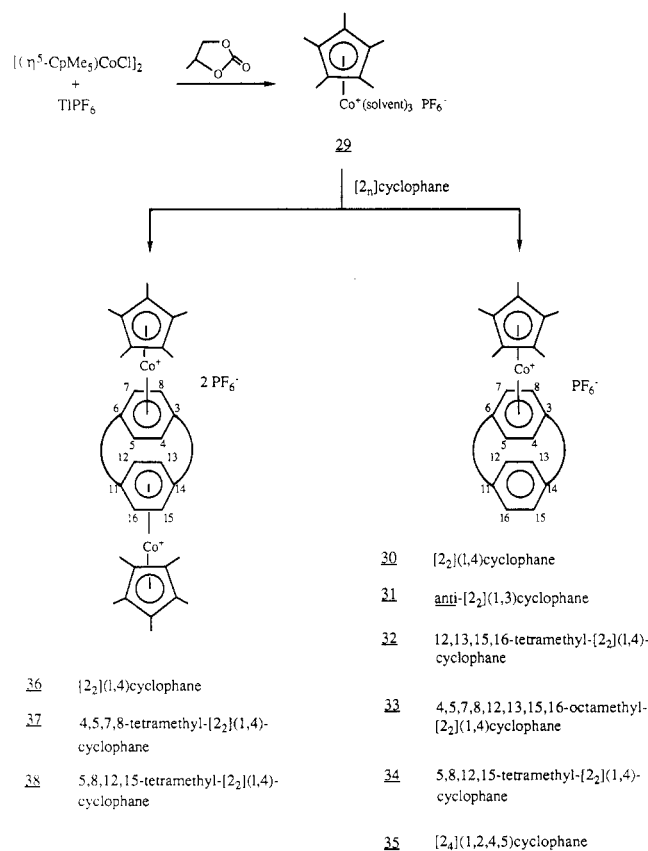 [(η⁵-CpMe₅)CoCl]₂
+
TlPF₆
O
O
O
Co⁺(solvent)₃ PF₆⁻
29
[2ₙ]cyclophane
Co⁺
2 PF₆⁻
7 8
6 3
5 4
12 13
11 14
16 15
Co⁺
Co⁺
PF₆⁻
7 8
6 3
5 4
12 13
11 14
16 15
36 [2₂](1,4)cyclophane
37 4,5,7,8-tetramethyl-[2₂](1,4)-
cyclophane
38 5,8,12,15-tetramethyl-[2₂](1,4)-
cyclophane
30 [2₂](1,4)cyclophane
31 anti-[2₂](1,3)cyclophane
32 12,13,15,16-tetramethyl-[2₂](1,4)-
cyclophane
33 4,5,7,8,12,13,15,16-octamethyl-
[2₂](1,4)cyclophane
34 5,8,12,15-tetramethyl-[2₂](1,4)-
cyclophane
35 [2₄](1,2,4,5)cyclophane